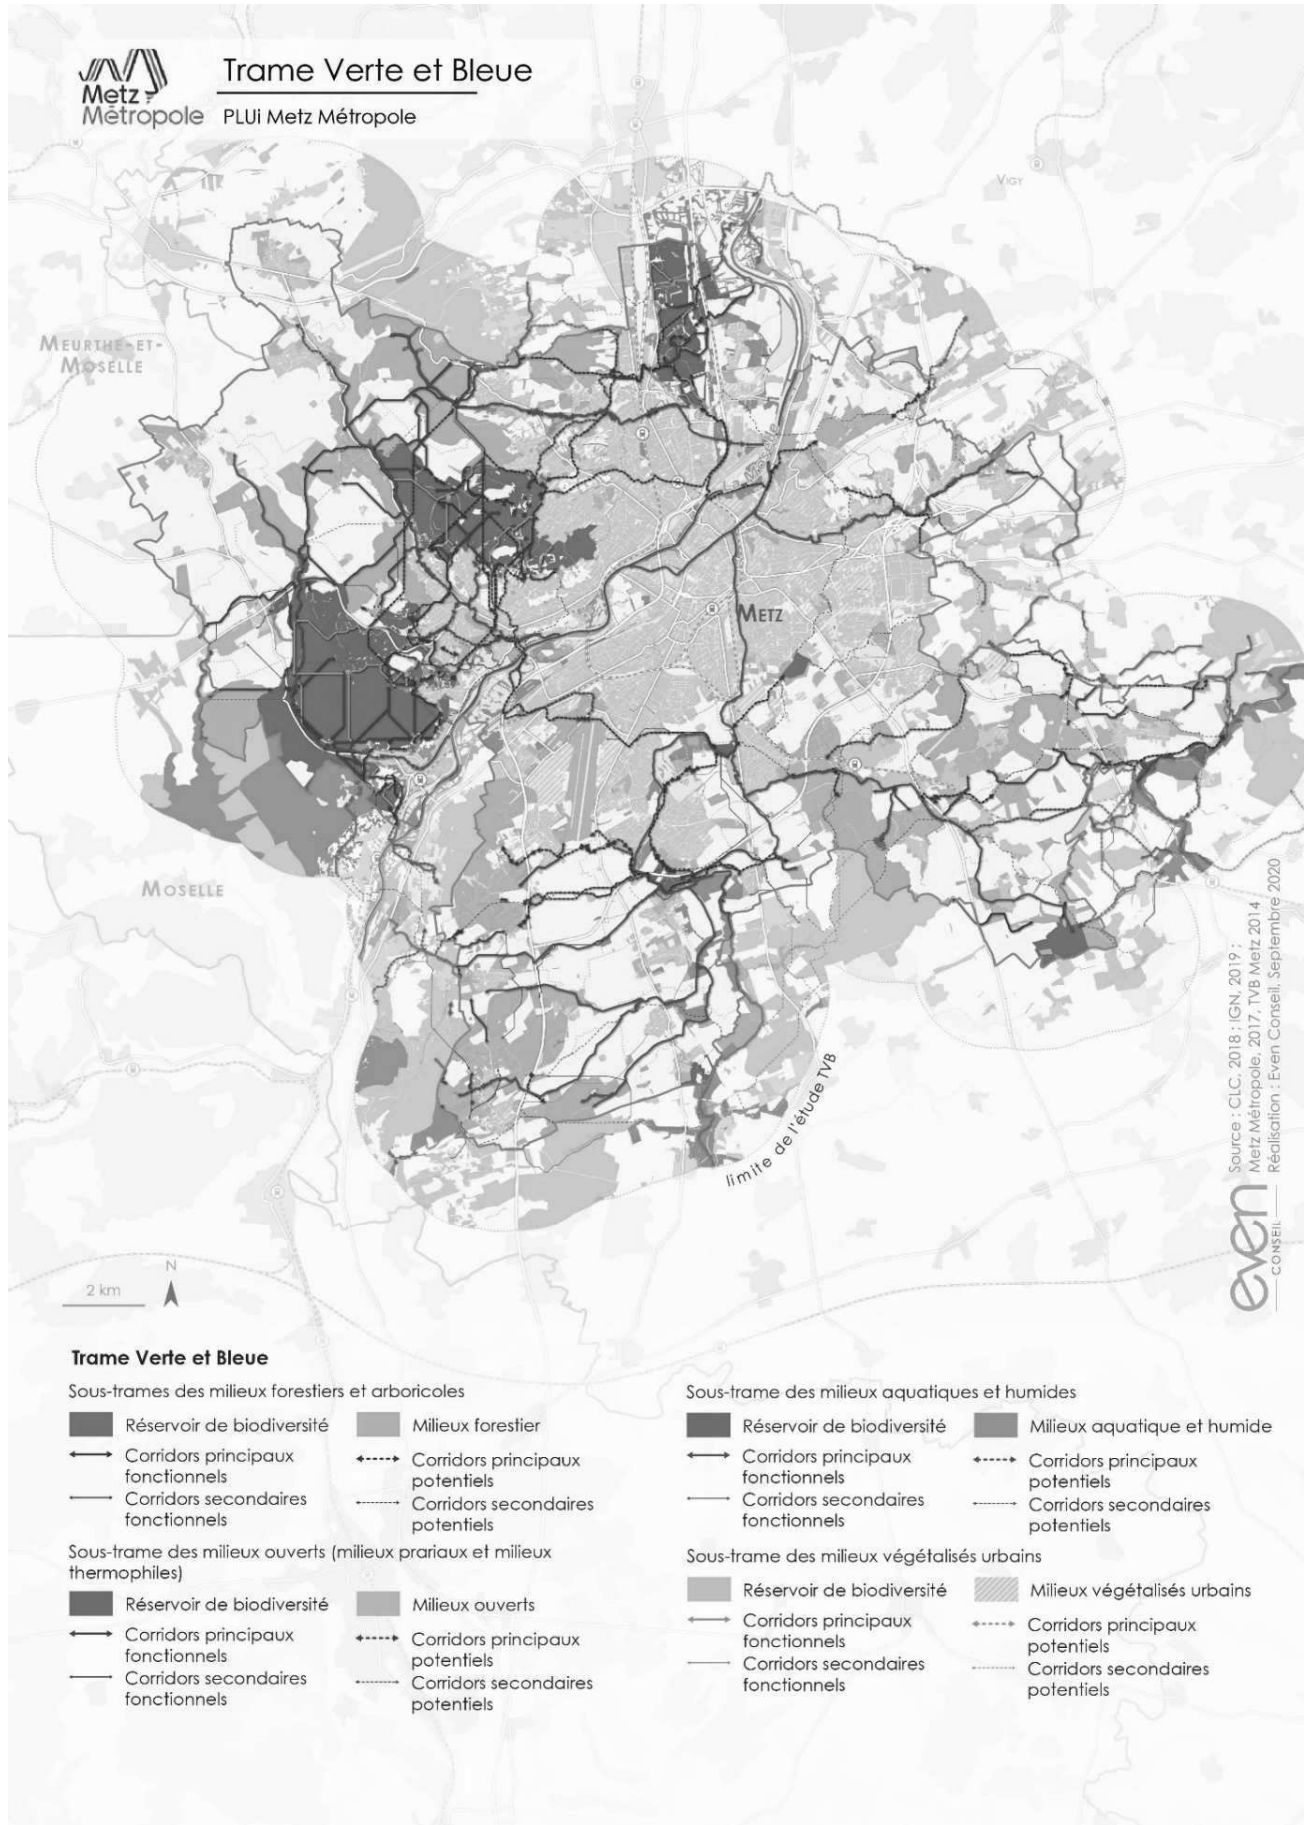 Metz
Métropole
Trame Verte et Bleue
PLUi Metz Métropole
VIGY
MEURTHE-ET-
MOSELLE
METZ
MOSELLE
limite de l'étude TVB
Source : CLC, 2018 ; IGN, 2019 ;
Metz Métropole, 2017, TVB Metz 2014
Réalisation : Even Conseil, Septembre 2020
even
CONSEIL
N
2 km
Trame Verte et Bleue
Sous-trames des milieux forestiers et arboricoles
Réservoir de biodiversité
Milieux forestier
Corridors principaux
fonctionnels
Corridors principaux
potentiels
Corridors secondaires
fonctionnels
Corridors secondaires
potentiels
Sous-trame des milieux ouverts (milieux prariaux et milieux
thermophiles)
Réservoir de biodiversité
Milieux ouverts
Corridors principaux
fonctionnels
Corridors principaux
potentiels
Corridors secondaires
fonctionnels
Corridors secondaires
potentiels
Sous-trame des milieux aquatiques et humides
Réservoir de biodiversité
Milieux aquatique et humide
Corridors principaux
fonctionnels
Corridors principaux
potentiels
Corridors secondaires
fonctionnels
Corridors secondaires
potentiels
Sous-trame des milieux végétalisés urbains
Réservoir de biodiversité
Milieux végétalisés urbains
Corridors principaux
fonctionnels
Corridors principaux
potentiels
Corridors secondaires
fonctionnels
Corridors secondaires
potentiels